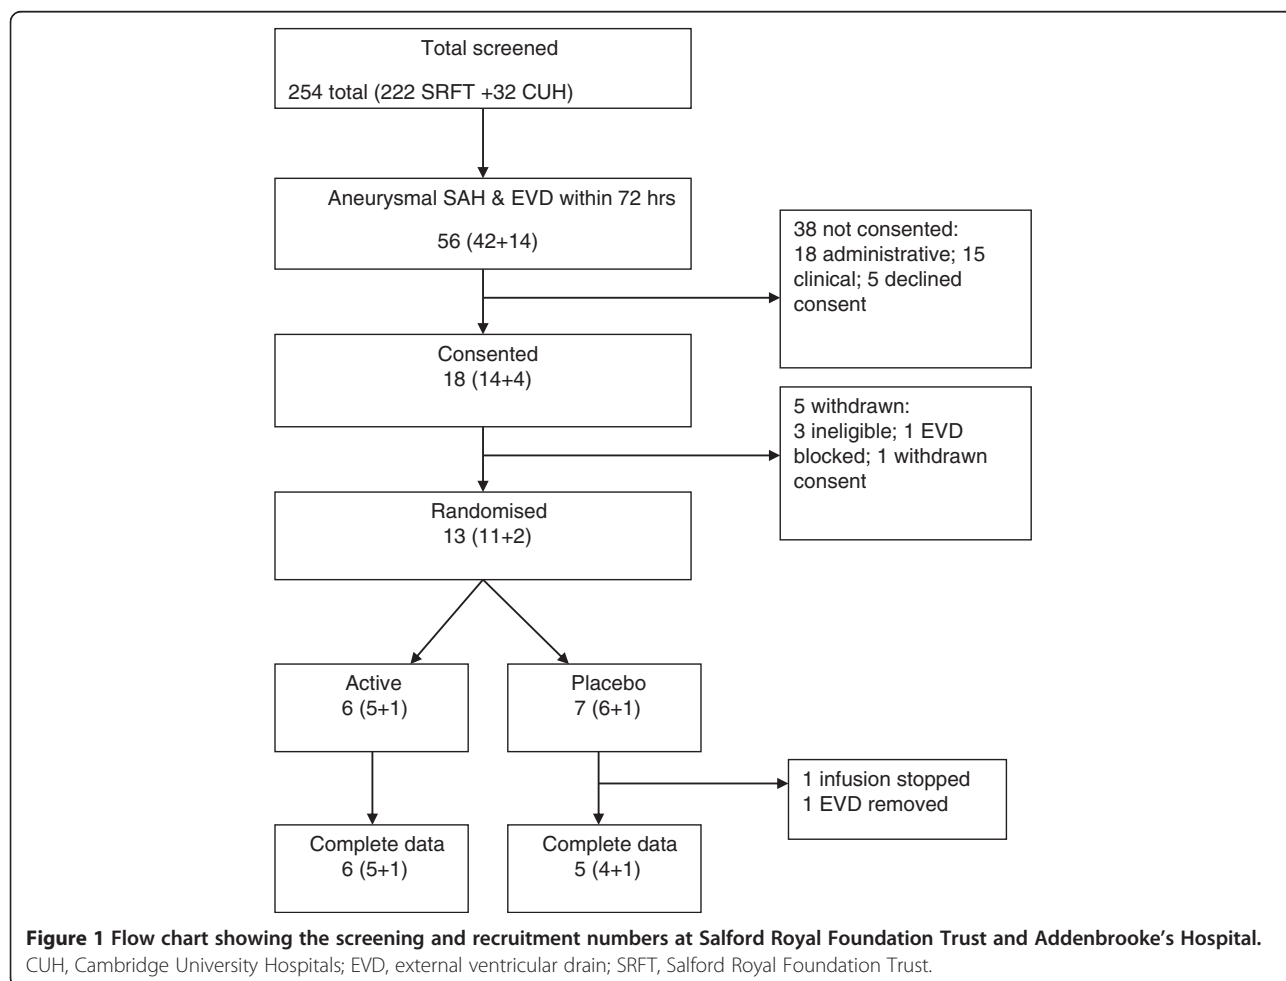 Total screened
254 total (222 SRFT +32 CUH)
Aneurysmal SAH & EVD within 72 hrs
56 (42+14)
38 not consented:
18 administrative; 15
clinical; 5 declined
consent
Consented
18 (14+4)
5 withdrawn:
3 ineligible; 1 EVD
blocked; 1 withdrawn
consent
Randomised
13 (11+2)
Active
6 (5+1)
Placebo
7 (6+1)
1 infusion stopped
1 EVD removed
Complete data
6 (5+1)
Complete data
5 (4+1)
Figure 1 Flow chart showing the screening and recruitment numbers at Salford Royal Foundation Trust and Addenbrooke's Hospital.
CUH, Cambridge University Hospitals; EVD, external ventricular drain; SRFT, Salford Royal Foundation Trust.